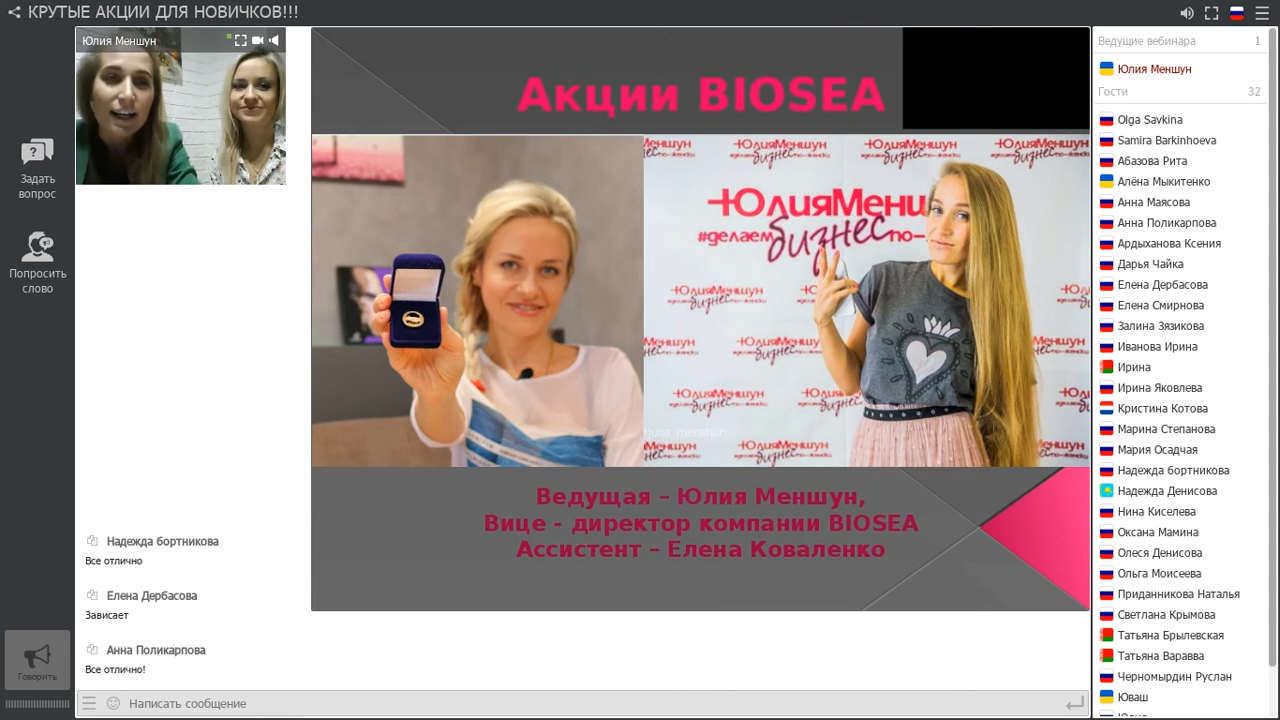 КРУТЫЕ АКЦИИ ДЛЯ НОВИЧКОВ!!!
Юлия Меншун
Задать
вопрос
Попросить
слово
Говорить
Акции BIOSEA
ЮлияМеншун
#делаем бизнес по-
julia_menshun
Ведущая – Юлия Меншун,
Вице - директор компании BIOSEA
Ассистент – Елена Коваленко
Надежда бортникова
Все отлично
Елена Дербасова
Зависает
Анна Поликарпова
Все отлично!
Написать сообщение
Ведущие вебинара 1
Юлия Меншун
Гости 32
Olga Savkina
Samira Barkinhoeva
Абазова Рита
Алёна Мыкитенко
Анна Маясова
Анна Поликарпова
Ардыханова Ксения
Дарья Чайка
Елена Дербасова
Елена Смирнова
Залина Зязикова
Иванова Ирина
Ирина
Ирина Яковлева
Кристина Котова
Марина Степанова
Мария Осадчая
Надежда бортникова
Надежда Денисова
Нина Киселева
Оксана Мамина
Олеся Денисова
Ольга Моисеева
Приданникова Наталья
Светлана Крымова
Татьяна Брылевская
Татьяна Варавва
Черномырдин Руслан
Юваш